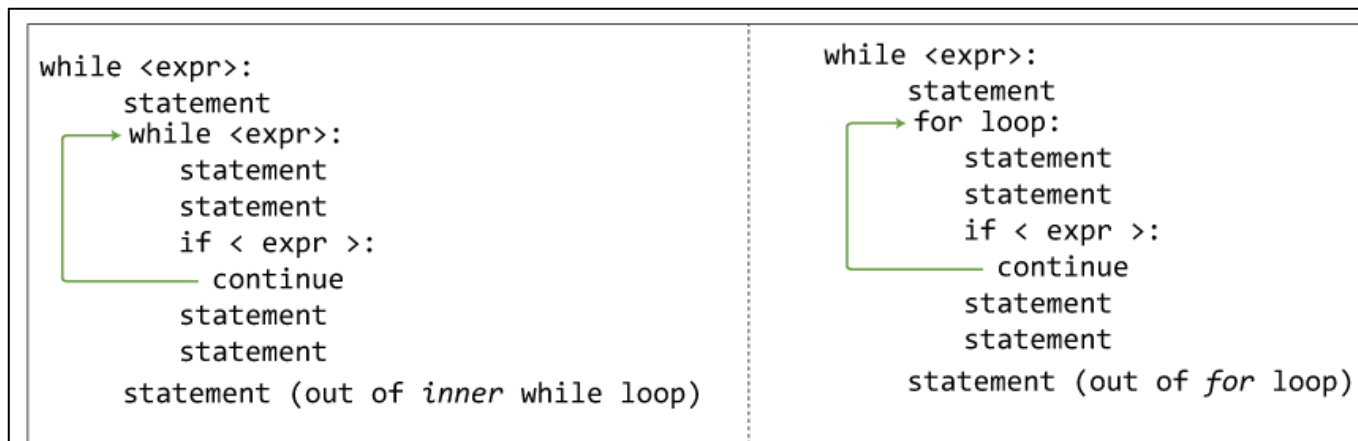 while <expr>:
statement
while <expr>:
statement
statement
if < expr >:
continue
statement
statement
statement (out of inner while loop)
while <expr>:
statement
for loop:
statement
statement
if < expr >:
continue
statement
statement
statement (out of for loop)